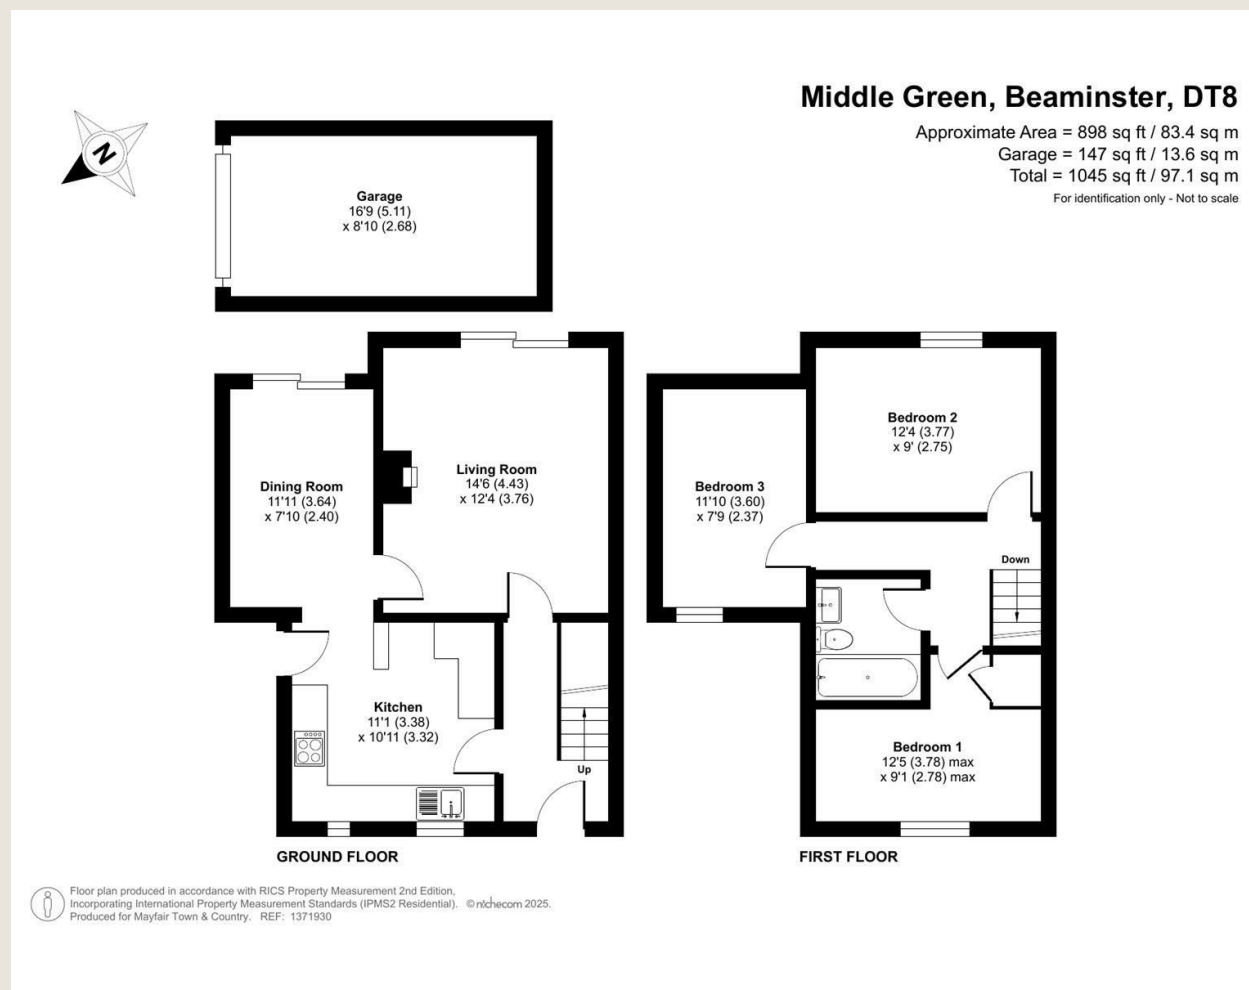 Middle Green, Beaminster, DT8
Approximate Area = 898 sq ft / 83.4 sq m
Garage = 147 sq ft / 13.6 sq m
Total = 1045 sq ft / 97.1 sq m
For identification only - Not to scale
N
Garage
16'9 (5.11)
x 8'10 (2.68)
Dining Room
11'11 (3.64)
x 7'10 (2.40)
Living Room
14'6 (4.43)
x 12'4 (3.76)
Kitchen
11'1 (3.38)
x 10'11 (3.32)
Up
GROUND FLOOR
Bedroom 2
12'4 (3.77)
x 9' (2.75)
Bedroom 3
11'10 (3.60)
x 7'9 (2.37)
Down
Bedroom 1
12'5 (3.78) max
x 9'1 (2.78) max
FIRST FLOOR
Floor plan produced in accordance with RICS Property Measurement 2nd Edition,
Incorporating International Property Measurement Standards (IPMS2 Residential). © nichecom 2025.
Produced for Mayfair Town & Country. REF: 1371930